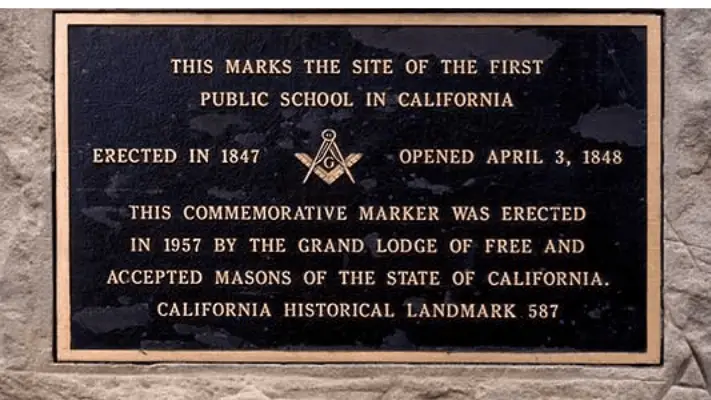 THIS MARKS THE SITE OF THE FIRST
PUBLIC SCHOOL IN CALIFORNIA
ERECTED IN 1847 G OPENED APRIL 3, 1848
THIS COMMEMORATIVE MARKER WAS ERECTED
IN 1957 BY THE GRAND LODGE OF FREE AND
ACCEPTED MASONS OF THE STATE OF CALIFORNIA.
CALIFORNIA HISTORICAL LANDMARK 587